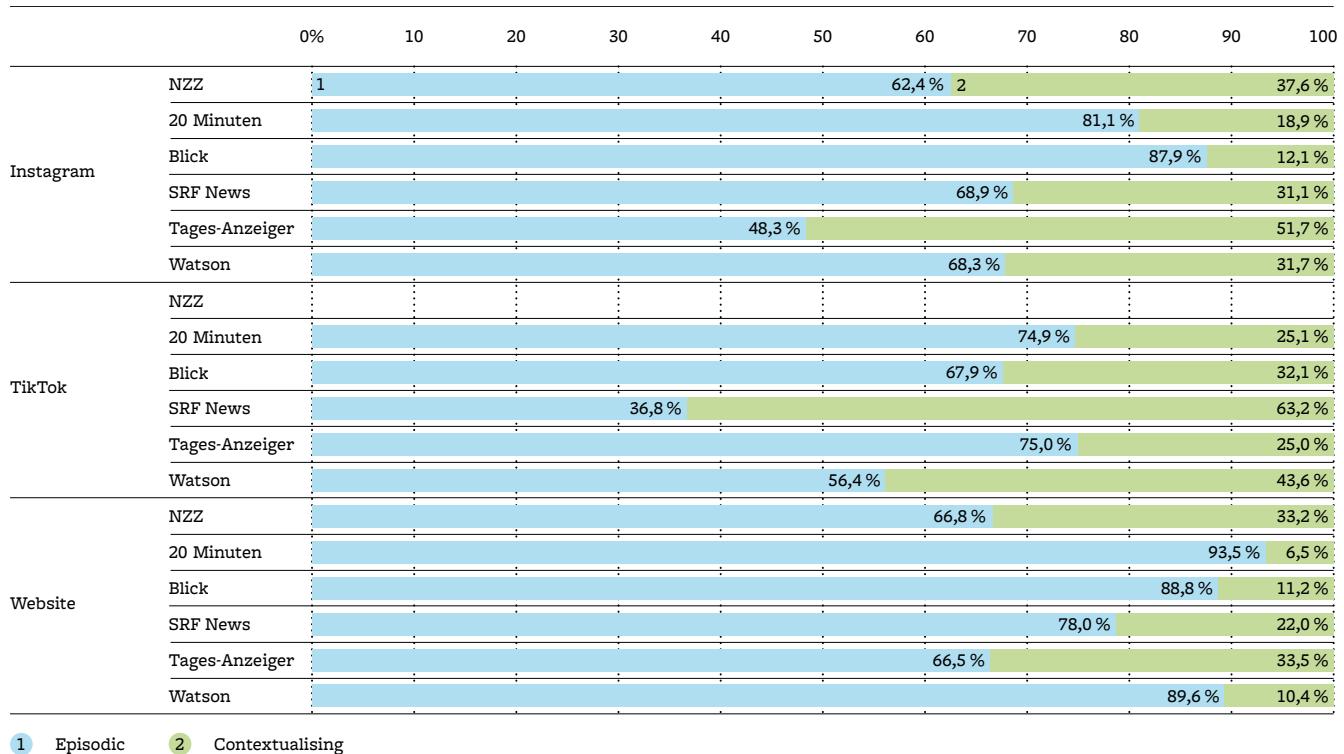 0% 10 20 30 40 50 60 70 80 90 100
Instagram
NZZ 1 62,4 % 2 37,6 %
20 Minuten 81,1 % 18,9 %
Blick 87,9 % 12,1 %
SRF News 68,9 % 31,1 %
Tages-Anzeiger 48,3 % 51,7 %
Watson 68,3 % 31,7 %
TikTok
NZZ
20 Minuten 74,9 % 25,1 %
Blick 67,9 % 32,1 %
SRF News 36,8 % 63,2 %
Tages-Anzeiger 75,0 % 25,0 %
Watson 56,4 % 43,6 %
Website
NZZ 66,8 % 33,2 %
20 Minuten 93,5 % 6,5 %
Blick 88,8 % 11,2 %
SRF News 78,0 % 22,0 %
Tages-Anzeiger 66,5 % 33,5 %
Watson 89,6 % 10,4 %
1 Episodic 2 Contextualising